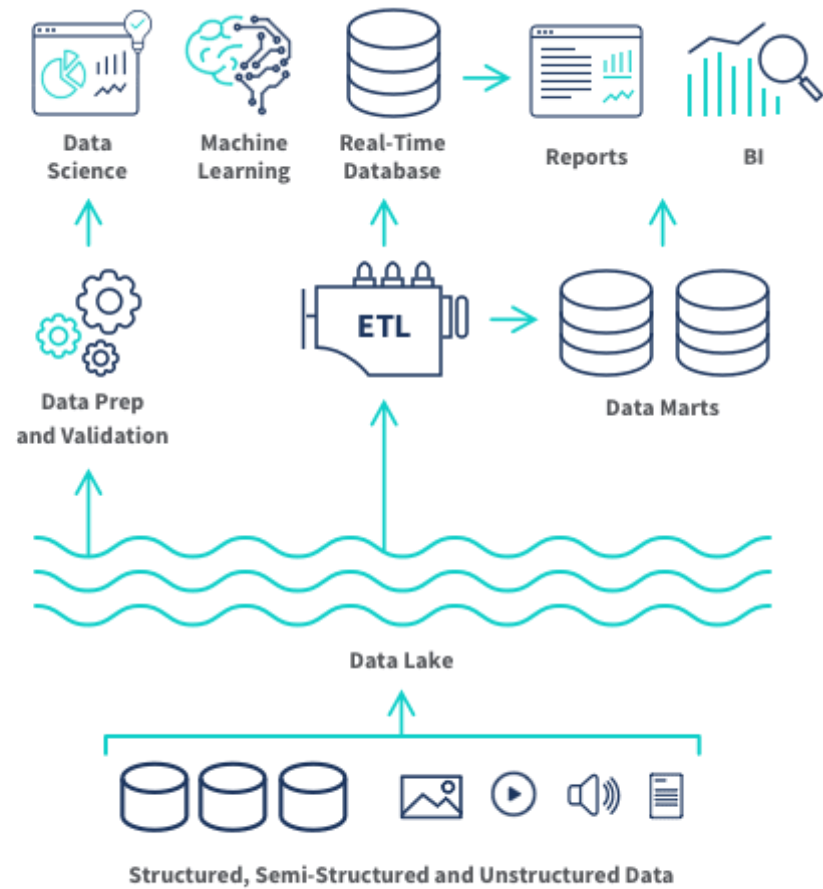 Data
Science
Machine
Learning
Real-Time
Database
Reports
BI
ETL
Data Prep
and Validation
Data Marts
Data Lake
Structured, Semi-Structured and Unstructured Data